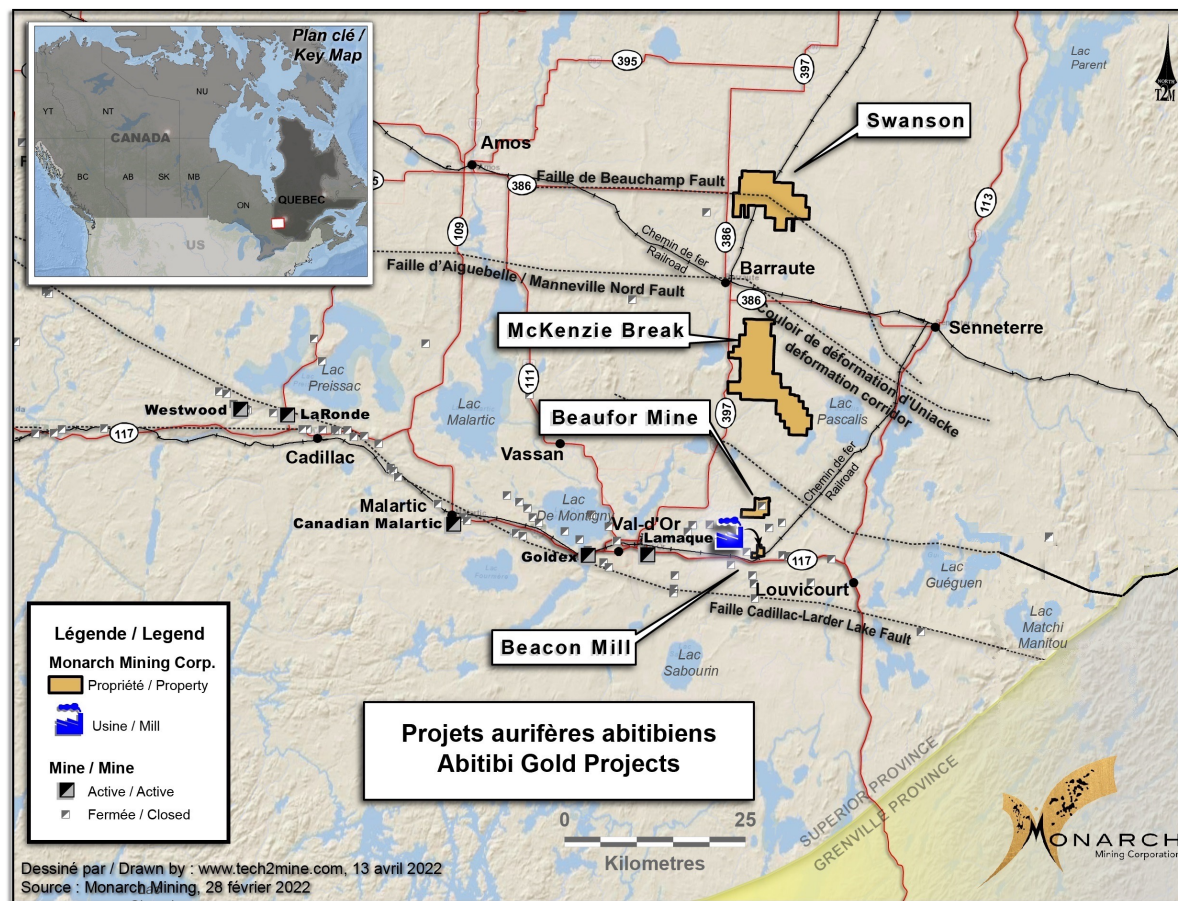 Plan clé /
Key Map
YT
NT
NU
CANADA
BC
AB
SK
MB
ON
QUEBEC
US
395
397
Lac
Parent
NORTH
T2M
Swanson
Amos
386
Faille de Beauchamp Fault
113
109
386
Chemin de fer
Railroad
Barraute
Faille d'Aiguebelle / Manneville Nord Fault
386
Senneterre
McKenzie Break
Couloir de déformation d'Uniacke
deformation corridor
Lac
Preissac
111
Lac
Malartic
Westwood
LaRonde
397
Lac
Pascalis
Beaufor Mine
117
Cadillac
Vassan
Chemin de fer
Railroad
Malartic
Canadian Malartic
Lac
De Montigny
Val-d'Or
Lamaque
Goldex
117
Louvicourt
Lac
Guéguen
Faille Cadillac-Larder Lake Fault
Lac
Matchi
Manitou
Beacon Mill
Lac
Sabourin
Légende / Legend
Monarch Mining Corp.
Propriété / Property
Usine / Mill
Mine / Mine
Active / Active
Fermée / Closed
Projets aurifères abitibiens
Abitibi Gold Projects
0
25
Kilometres
SUPERIOR PROVINCE
GRENVILLE PROVINCE
MONARCH
Mining Corporation
Dessiné par / Drawn by : www.tech2mine.com, 13 avril 2022
Source : Monarch Mining, 28 février 2022